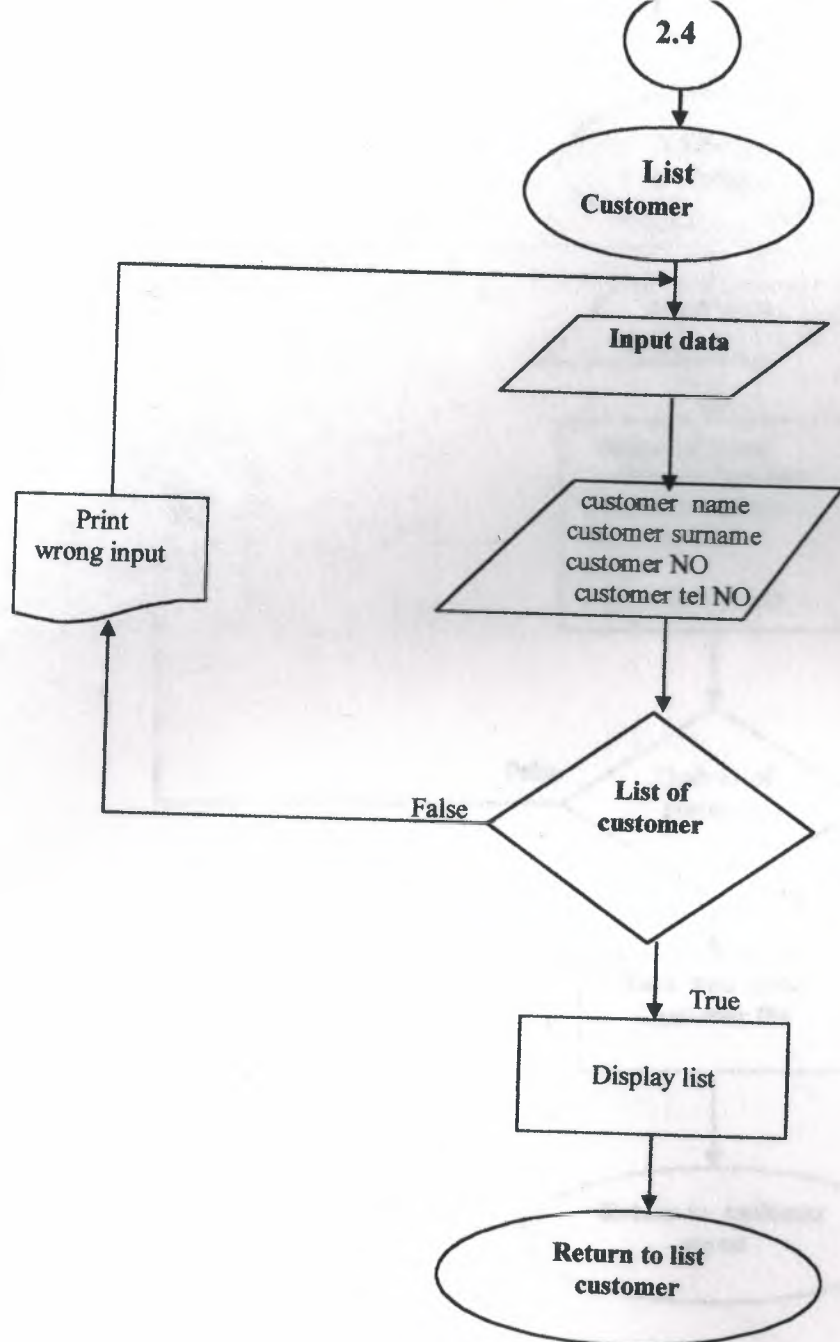 2.4
List
Customer
Input data
customer name
customer surname
customer NO
customer tel NO
Print
wrong input
List of
customer
False
True
Display list
Return to list
customer